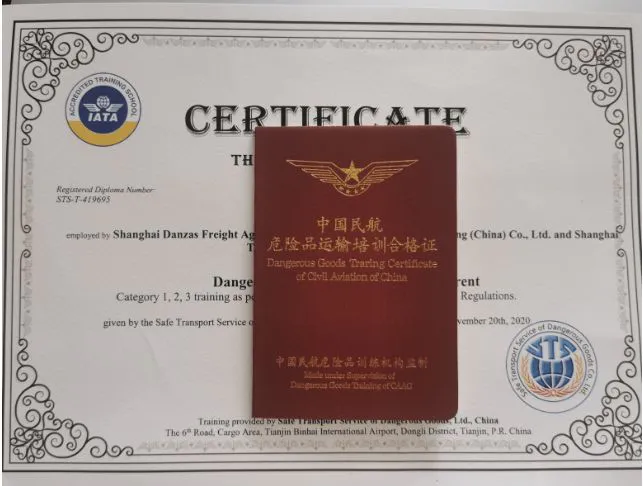 ACCREDITED TRAINING SCHOOL
IATA
CERTIFICATE
TH
Registered Diploma Number:
STS-T-419695
employed by Shanghai Danzas Freight Ag
ng (China) Co., Ltd. and Shanghai
T
Dange
rent
Category 1, 2, 3 training as pe
Regulations.
given by the Safe Transport Service o
vember 20th, 2020
中国民航
危险品运输培训合格证
Dangerous Goods Traring Certificate
of Civil Aviation of China
中国民航危险品训练机构监制
Made under Supervision of
Dangerous Goods Training of CAAC
Safe Transport Service of Dangerous Goods CO., LTD.
STS
Training provided by Safe Transport Service of Dangerous Goods, Ltd., China
The 6th Road, Cargo Area, Tianjin Binhai International Airport, Dongli District, Tianjin, P.R. China